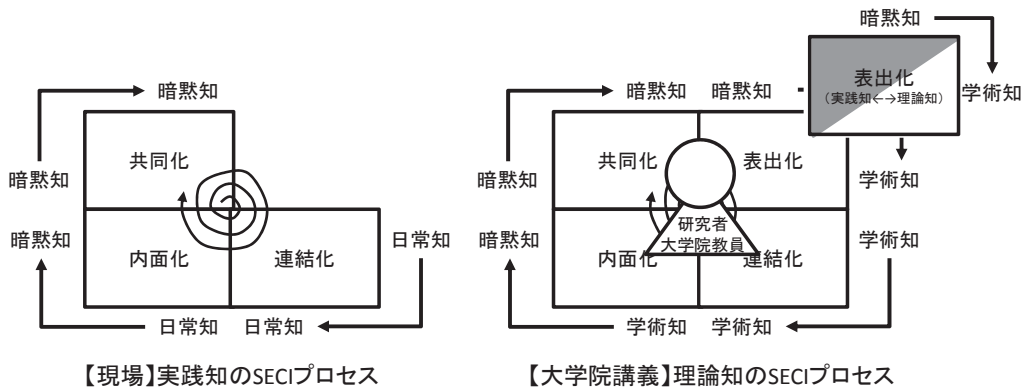 暗黙知
共同化
暗黙知
暗黙知
日常知
内面化
連結化
日常知
日常知
【現場】実践知のSECIプロセス
暗黙知
表出化
(実践知←→理論知)
学術知
暗黙知
暗黙知
共同化
表出化
暗黙知
学術知
研究者
大学院教員
暗黙知
学術知
内面化
連結化
学術知
学術知
【大学院講義】理論知のSECIプロセス